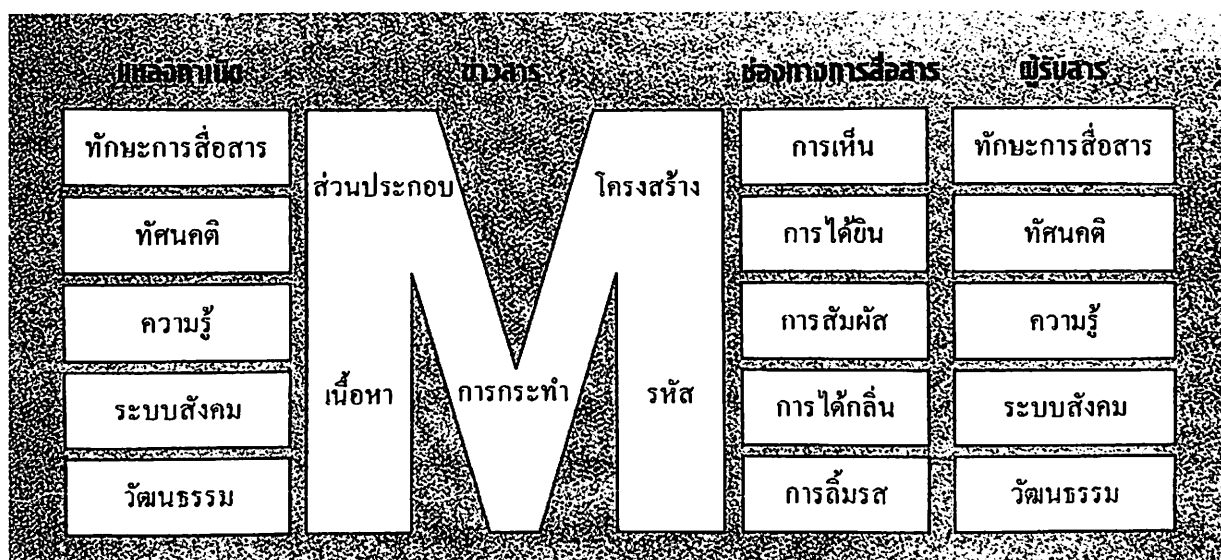 แหล่งกำเนิด ข่าวสาร ช่องทางการสื่อสาร ผู้รับสาร
ทักษะการสื่อสาร
ทัศนคติ
ความรู้
ระบบสังคม
วัฒนธรรม
ส่วนประกอบ
โครงสร้าง
เนื้อหา
การกระทำ
รหัส
การเห็น
การได้ยิน
การสัมผัส
การได้กลิ่น
การลิ้มรส
ทักษะการสื่อสาร
ทัศนคติ
ความรู้
ระบบสังคม
วัฒนธรรม